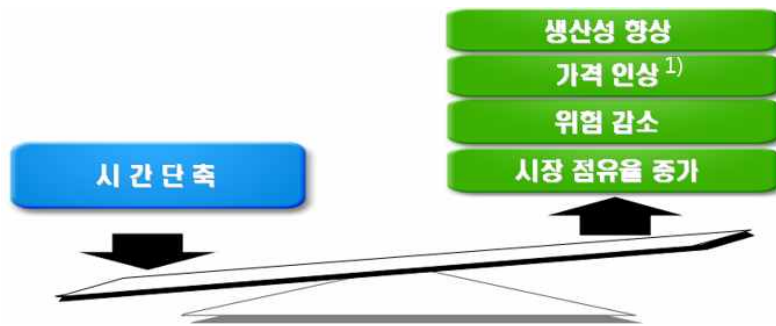 생산성 향상
가격 인상 1)
위험 감소
시장 점유율 증가
시 간 단 축